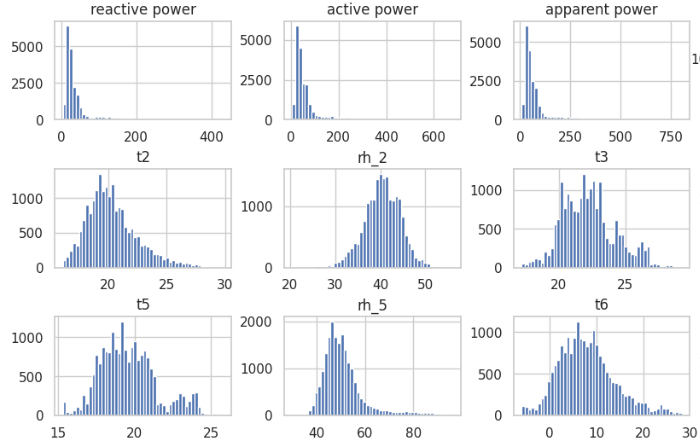 reactive power active power apparent power
5000 5000 5000
2500 2500 2500
0 0 0
0 200 400 0 200 400 600 0 250 500 750
t2 rh_2 t3
1000 1000 1000
500 500
0 0 0
20 25 30 20 30 40 50 20 25
t5 rh_5 t6
1000 2000 1000
500 1000 500
0 0 0
15 20 25 40 60 80 0 10 20 30